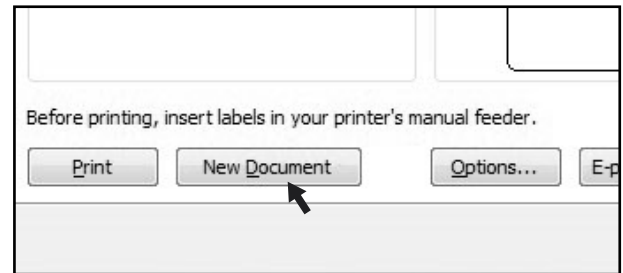 Before printing, insert labels in your printer's manual feeder.
Print New Document Options... E-p